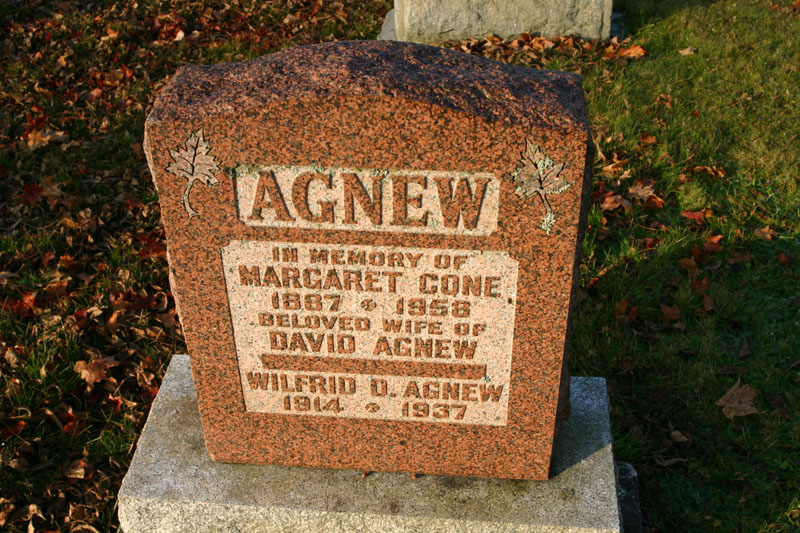 AGNEW
IN MEMORY OF
MARGARET CONE
1887 1958
BELOVED WIFE OF
DAVID AGNEW
WILFRID D. AGNEW
1914 1937